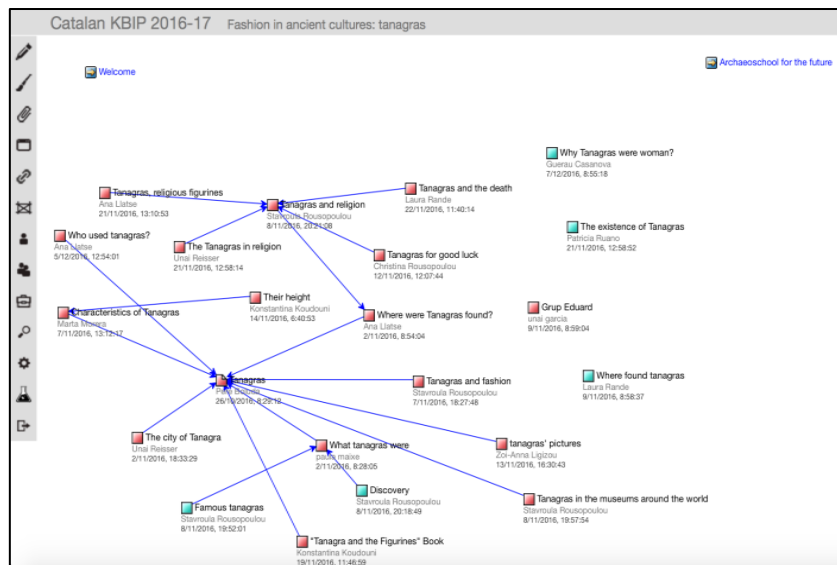 Catalan KBIP 2016-17 Fashion in ancient cultures: tanagras
Welcome
Archaeoschool for the future
Why Tanagras were woman?
Guerau Casanova
7/12/2016, 8:55:18
Tanagras, religious figurines
Ana Liatse
21/11/2016, 13:10:53
Tanagras and the death
Laura Rande
22/11/2016, 11:40:14
Tanagras and religion
Stavroula Rousopoulou
8/11/2016, 20:21:08
The existence of Tanagras
Patricia Ruano
21/11/2016, 12:58:52
Who used tanagras?
Ana Liatse
5/12/2016, 12:54:01
The Tanagras in religion
Unai Reisser
21/11/2016, 12:58:14
Tanagras for good luck
Christina Rousopoulou
12/11/2016, 12:07:44
Their height
Konstantina Koudouni
14/11/2016, 6:40:53
Characteristics of Tanagras
Marta
7/11/2016, 13:12:17
Where were Tanagras found?
Ana Liatse
2/11/2016, 8:54:04
Grup Eduard
unai garcia
9/11/2016, 8:59:04
Tanagras
26/10/2016, 8:29:12
Tanagras and fashion
Stavroula Rousopoulou
7/11/2016, 18:27:48
Where found tanagras
Laura Rande
9/11/2016, 8:58:37
The city of Tanagra
Unai Reisser
2/11/2016, 18:33:29
What tanagras were
paula maixe
2/11/2016, 8:28:05
tanagras' pictures
Zoi-Anna Ligizou
13/11/2016, 16:30:43
Discovery
Stavroula Rousopoulou
8/11/2016, 20:18:49
Famous tanagras
Stavroula Rousopoulou
8/11/2016, 19:52:01
Tanagras in the museums around the world
Stavroula Rousopoulou
8/11/2016, 19:57:54
"Tanagra and the Figurines" Book
Konstantina Koudouni
19/11/2016, 11:46:59